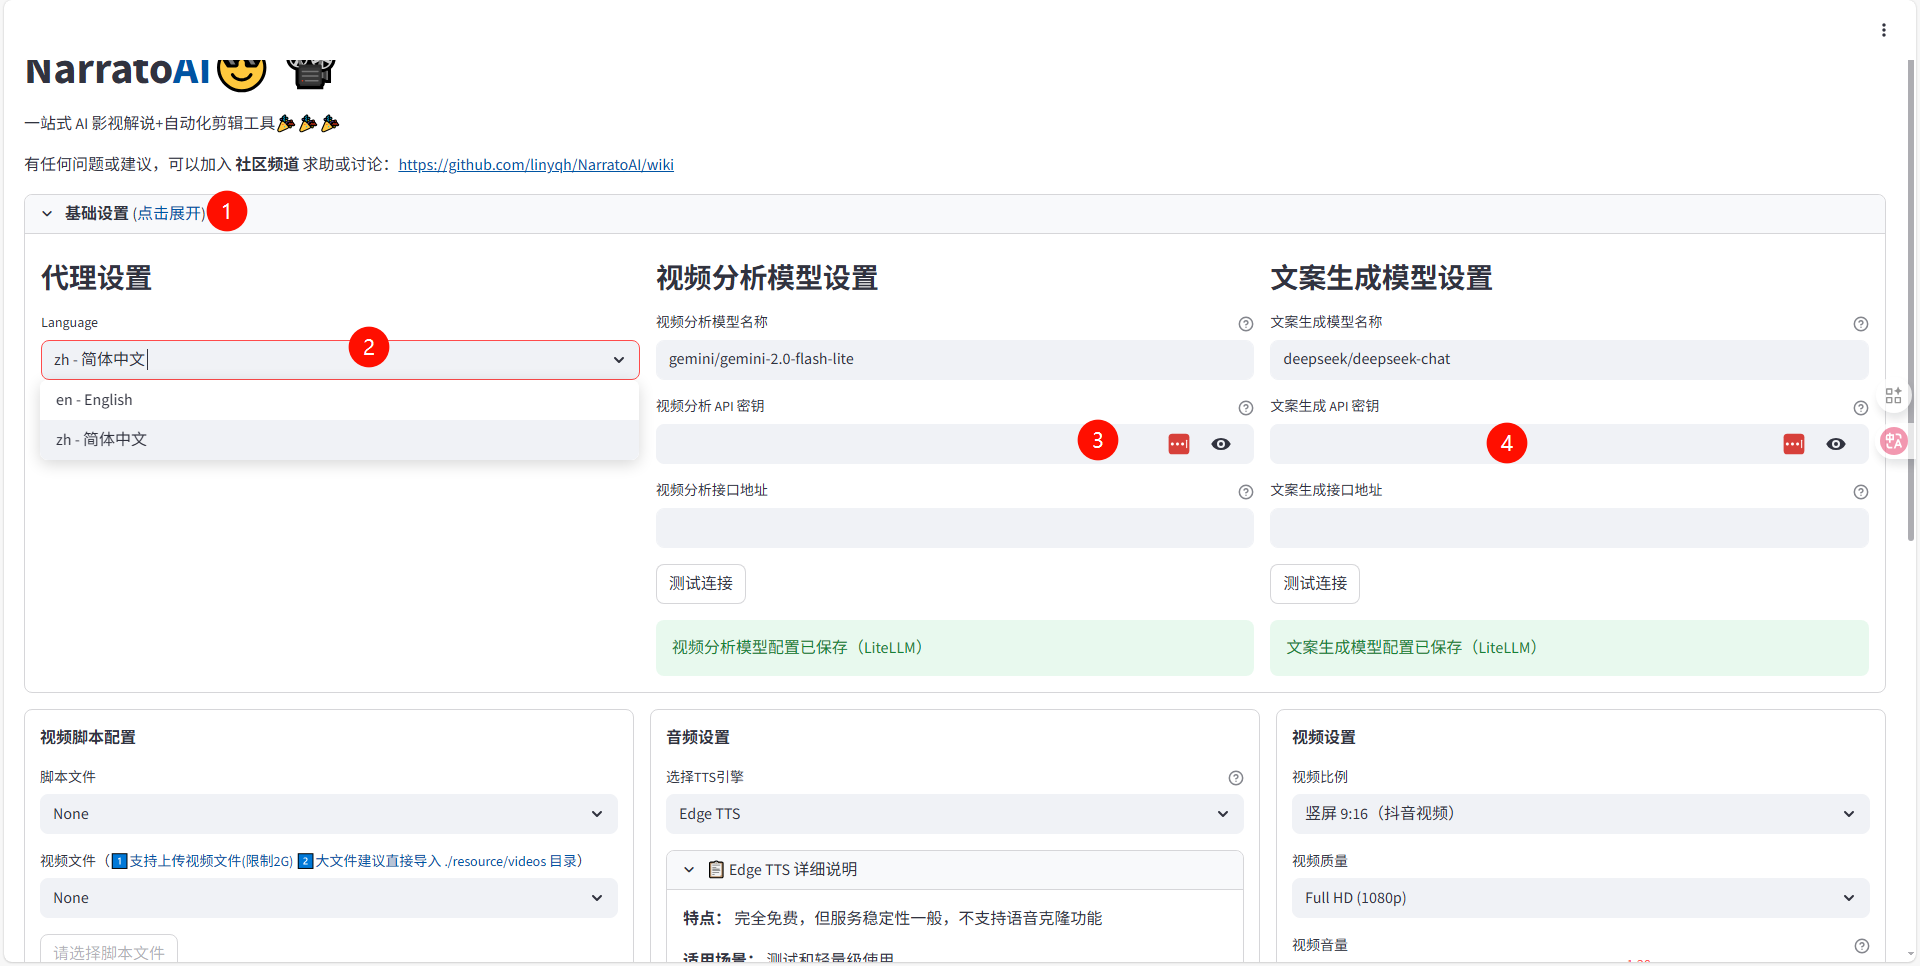 NarratoAI
一站式 AI 影视解说+自动化剪辑工具🎉🎉🎉
有任何问题或建议，可以加入 社区频道 求助或讨论：https://github.com/linyqh/NarratoAI/wiki
基础设置 (点击展开)
1
代理设置
Language
zh - 简体中文
2
en - English
zh - 简体中文
视频分析模型设置
视频分析模型名称
gemini/gemini-2.0-flash-lite
视频分析 API 密钥
3
视频分析接口地址
测试连接
视频分析模型配置已保存（LiteLLM）
文案生成模型设置
文案生成模型名称
deepseek/deepseek-chat
文案生成 API 密钥
4
文案生成接口地址
测试连接
文案生成模型配置已保存（LiteLLM）
视频脚本配置
脚本文件
None
视频文件（1️⃣支持上传视频文件(限制2G) 2️⃣大文件建议直接导入 ./resource/videos 目录）
None
请选择脚本文件
音频设置
选择TTS引擎
Edge TTS
📋 Edge TTS 详细说明
特点： 完全免费，但服务稳定性一般，不支持语音克隆功能
适用场景： 测试和轻量级使用
视频设置
视频比例
竖屏 9:16（抖音视频）
视频质量
Full HD (1080p)
视频音量